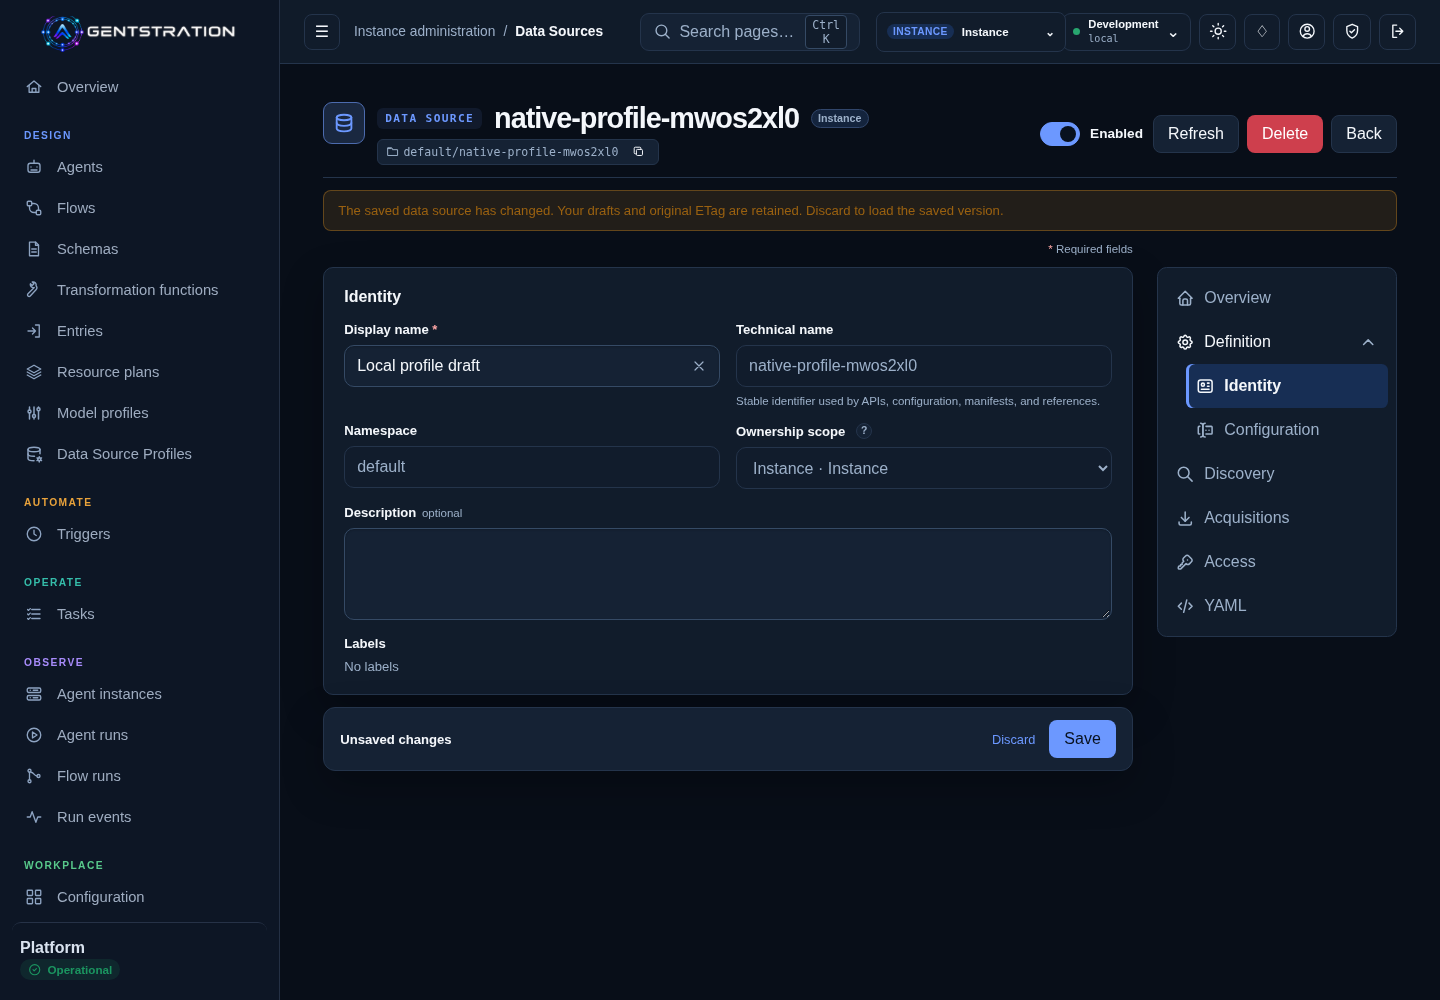 GENTSTRATION
☰
Instance administration / Data Sources
Search pages…
Ctrl K
INSTANCE Instance
Development
local
Overview
DESIGN
Agents
Flows
Schemas
Transformation functions
Entries
Resource plans
Model profiles
Data Source Profiles
AUTOMATE
Triggers
OPERATE
Tasks
OBSERVE
Agent instances
Agent runs
Flow runs
Run events
WORKPLACE
Configuration
Platform
Operational
DATA SOURCE native-profile-mwos2xl0 Instance
default/native-profile-mwos2xl0
Enabled
Refresh
Delete
Back
The saved data source has changed. Your drafts and original ETag are retained. Discard to load the saved version.
* Required fields
Identity
Display name *
Local profile draft
Technical name
native-profile-mwos2xl0
Stable identifier used by APIs, configuration, manifests, and references.
Namespace
default
Ownership scope ?
Instance · Instance
Description optional
Labels
No labels
Unsaved changes
Discard
Save
Overview
Definition
Identity
Configuration
Discovery
Acquisitions
Access
YAML